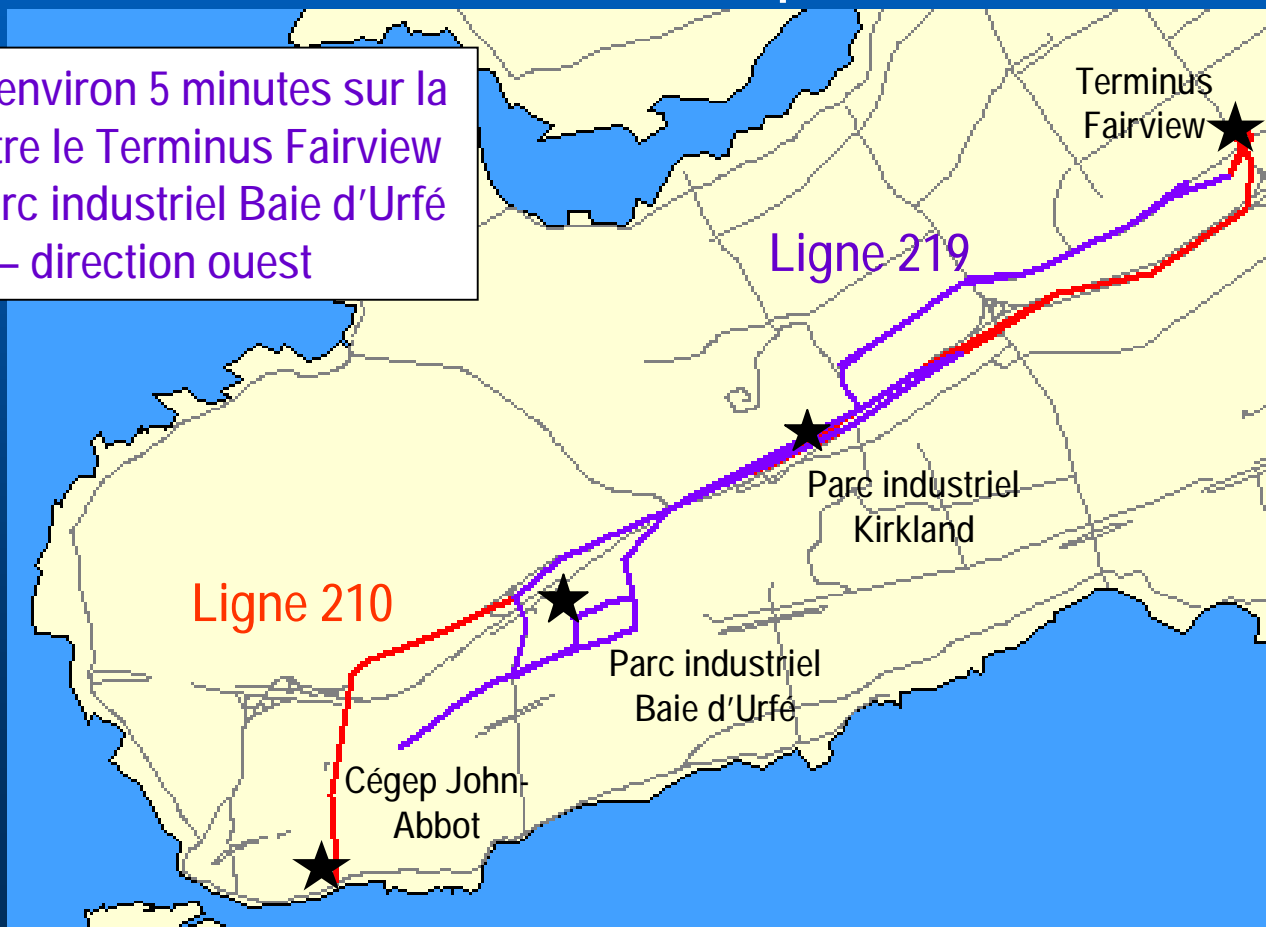 environ 5 minutes sur la
tre le Terminus Fairview
arc industriel Baie d'Urfé
– direction ouest
Terminus
Fairview
Ligne 219
Parc industriel
Kirkland
Ligne 210
Parc industriel
Baie d'Urfé
Cégep John-
Abbot